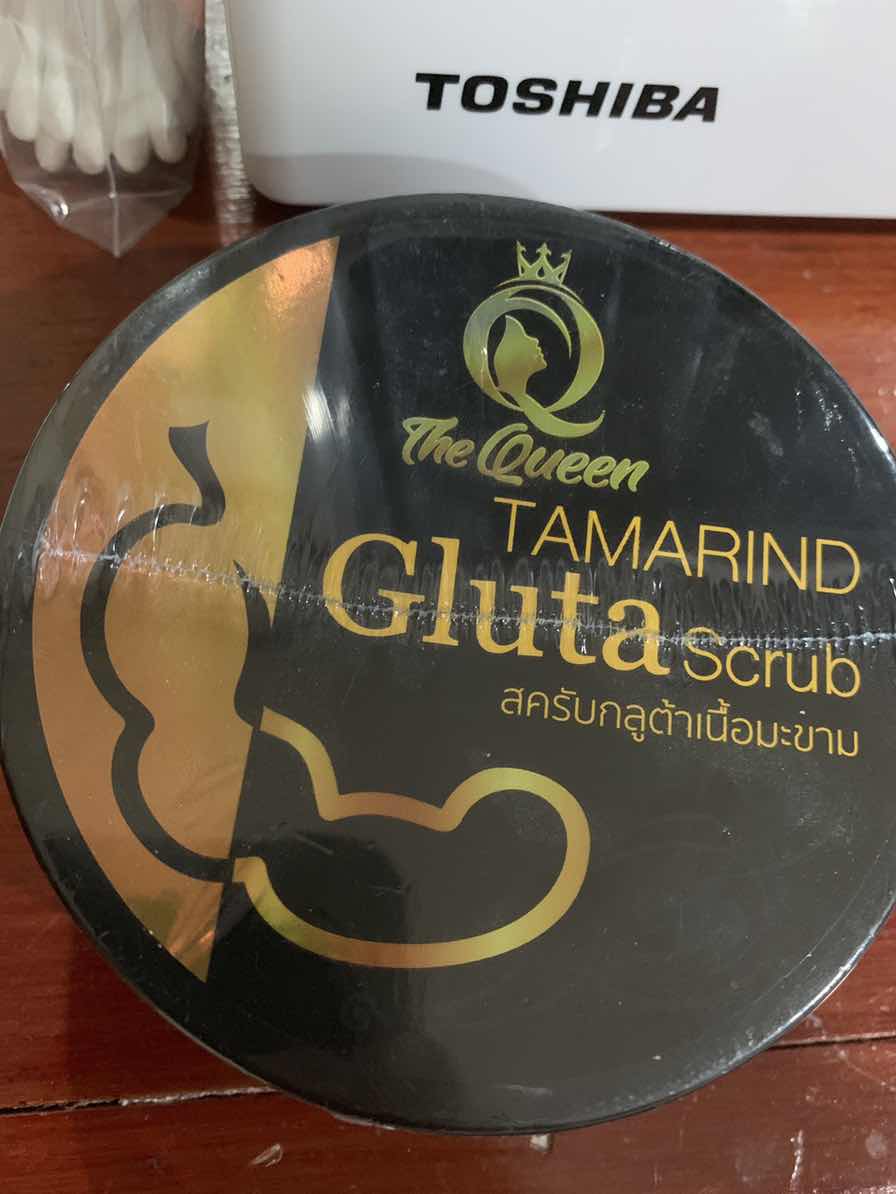 TOSHIBA
The Queen
TAMARIND
Gluta Scrub
สครับกลูต้าเนื้อมะขาม